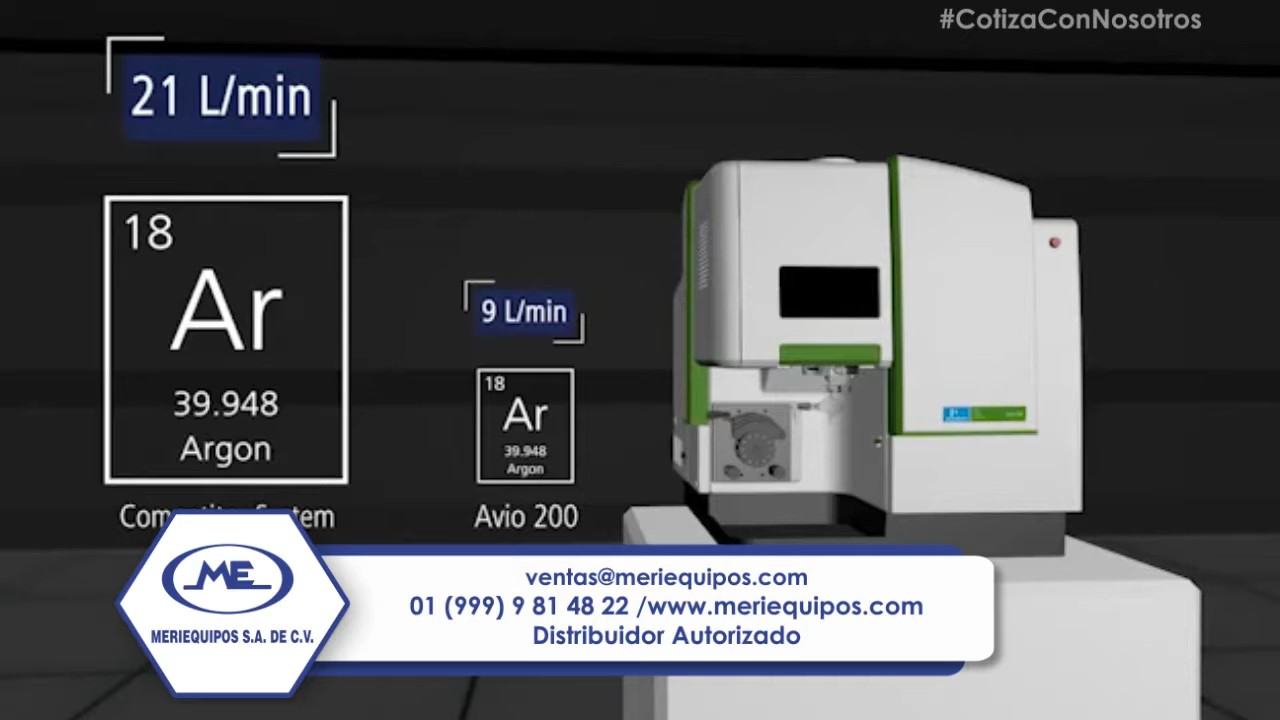 #CotizaConNosotros
21 L/min
18
Ar
39.948
Argon
9 L/min
18
Ar
39.948
Argon
Avio 200
ME
MERIEQUIPOS S.A. DE C.V.
ventas@meriequipos.com
01 (999) 9 81 48 22 /www.meriequipos.com
Distribuidor Autorizado